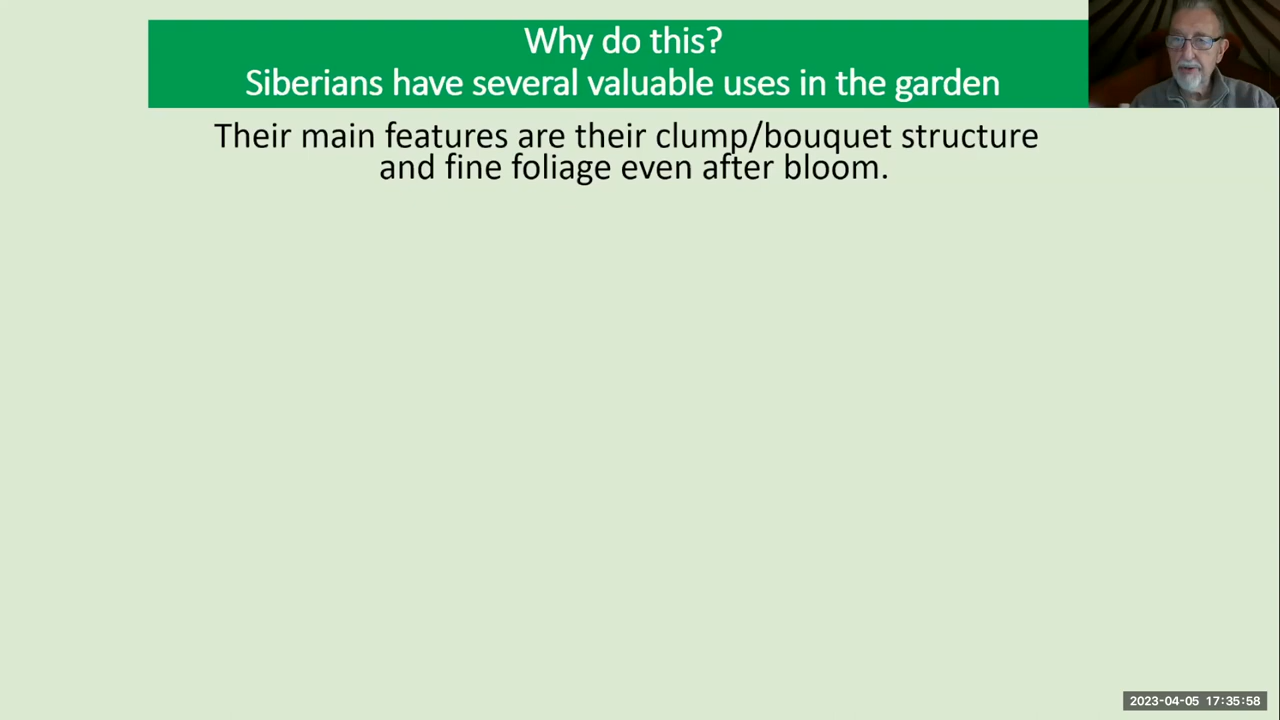 Why do this?
Siberians have several valuable uses in the garden
Their main features are their clump/bouquet structure
and fine foliage even after bloom.
2023-04-05 17:35:58